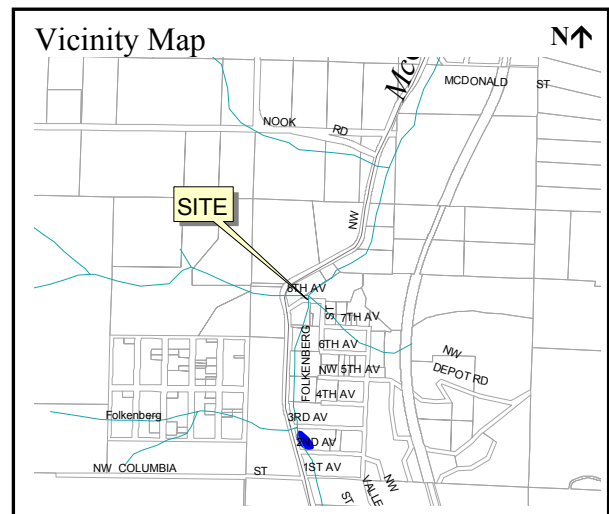 Vicinity Map
N
MCDONALD ST
NOOK RD
NW
SITE
8TH AV
ST
7TH AV
FOLKENBERG
6TH AV
NW
NW 5TH AV
DEPOT RD
4TH AV
3RD AV
Folkenberg
2ND AV
NW COLUMBIA ST
1ST AV
NW
VALLE
ST